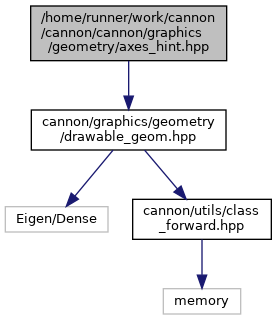 /home/runner/work/cannon
/cannon/cannon/graphics
/geometry/axes_hint.hpp
cannon/graphics/geometry
/drawable_geom.hpp
Eigen/Dense
cannon/utils/class
_forward.hpp
memory